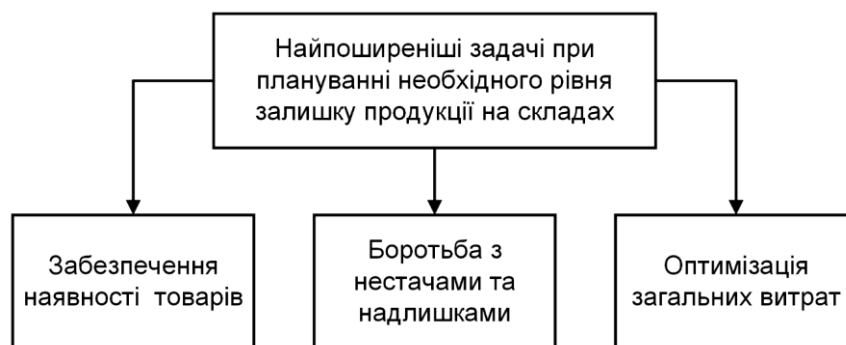 Найпоширеніші задачі при
плануванні необхідного рівня
залишку продукції на складах
Забезпечення
наявності товарів
Боротьба з
нестачами та
надлишками
Оптимізація
загальних витрат